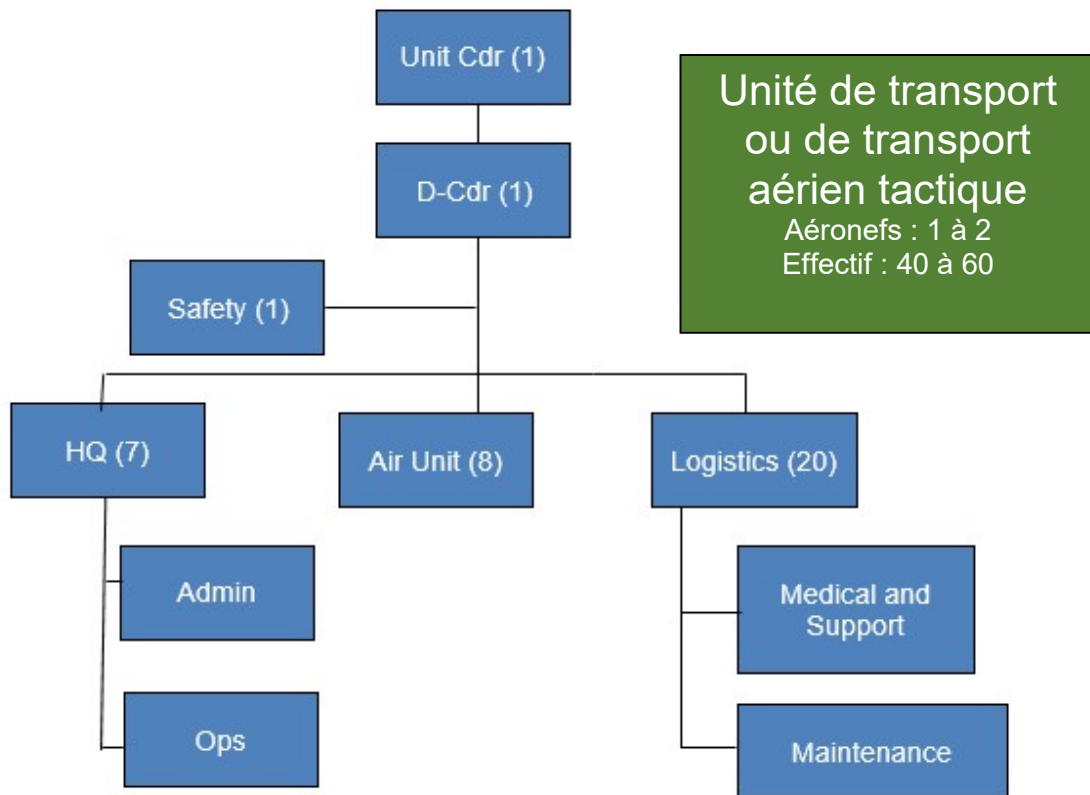 Unit Cdr (1)
Unité de transport
ou de transport
aérien tactique
Aéronefs : 1 à 2
Effectif : 40 à 60
D-Cdr (1)
Safety (1)
HQ (7)
Air Unit (8)
Logistics (20)
Admin
Medical and
Support
Ops
Maintenance